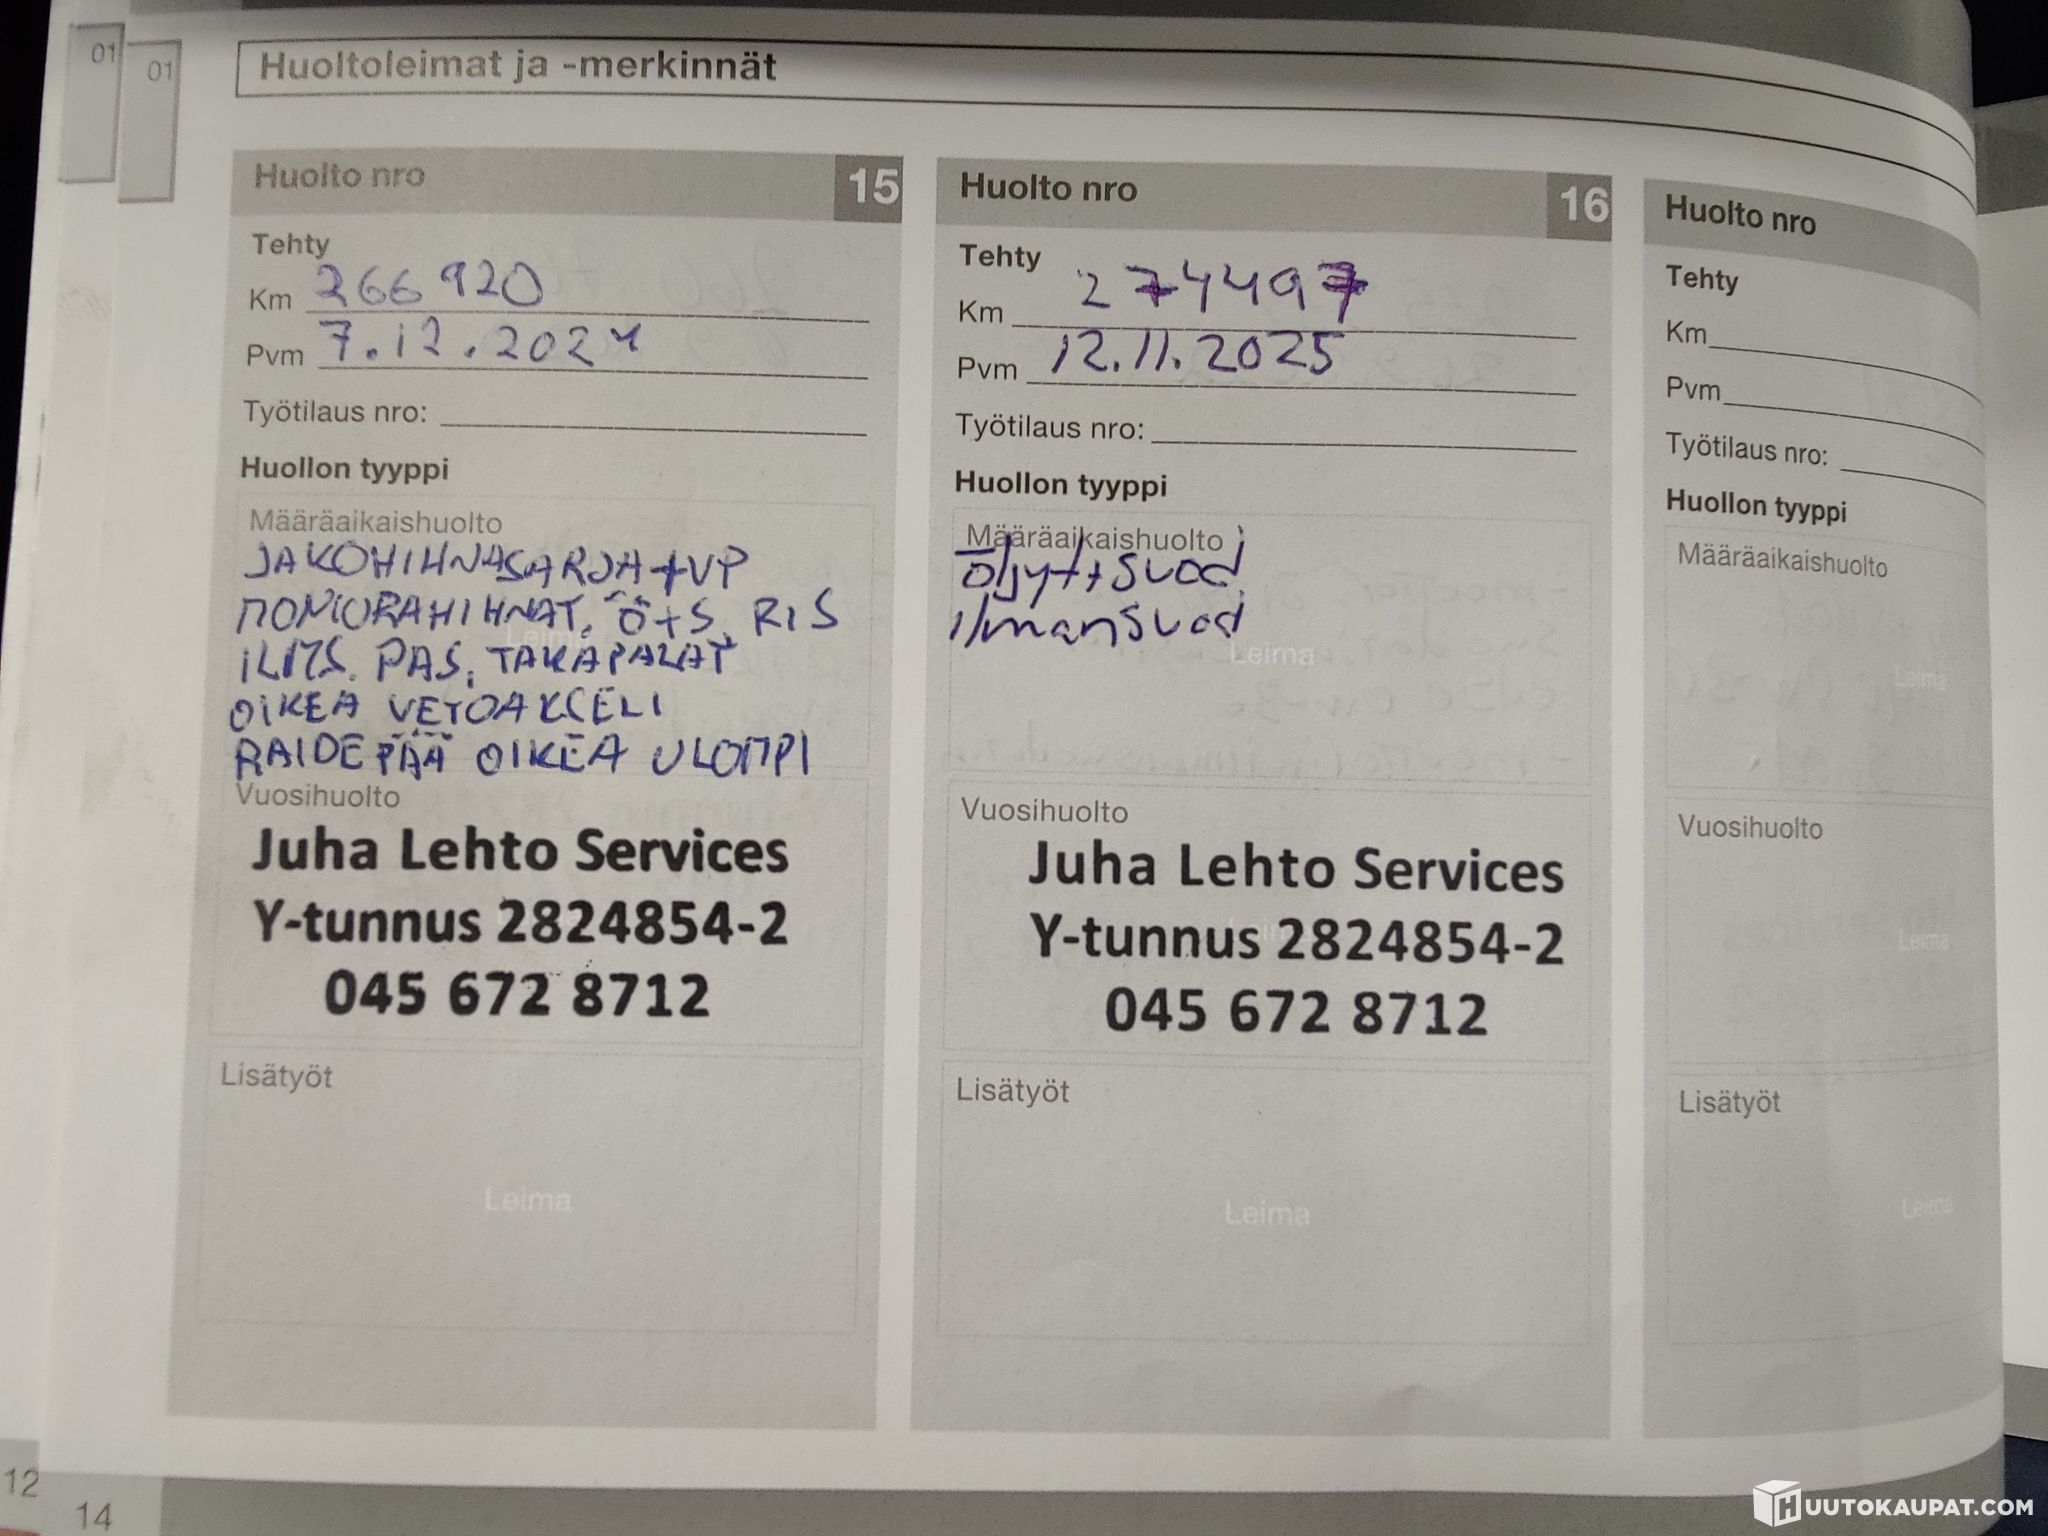 01
01
Huoltoleimat ja -merkinnät
Huolto nro 15
Tehty
Km 266920
Pvm 7.12.2024
Työtilaus nro:
Huollon tyyppi
Määräaikaishuolto
JAKOHIHNASARJA+VP
MONIURAHIHNAT, Ö+S, RIS
ILMS. PAS, TAKAPALAT
OIKEA VETOAKSELI
RAIDEPÄÄ OIKEA ULOMPI
Vuosihuolto
Juha Lehto Services
Y-tunnus 2824854-2
045 672 8712
Lisätyöt
Leima
Huolto nro 16
Tehty
Km 274497
Pvm 12.11.2025
Työtilaus nro:
Huollon tyyppi
Määräaikaishuolto
öljyt+suod
ilmansuod
Leima
Vuosihuolto
Juha Lehto Services
Y-tunnus 2824854-2
045 672 8712
Lisätyöt
Leima
Huolto nro
Tehty
Km
Pvm
Työtilaus nro:
Huollon tyyppi
Määräaikaishuolto
Leima
Vuosihuolto
Leima
Lisätyöt
Leima
12
14
HUUTOKAUPAT.COM